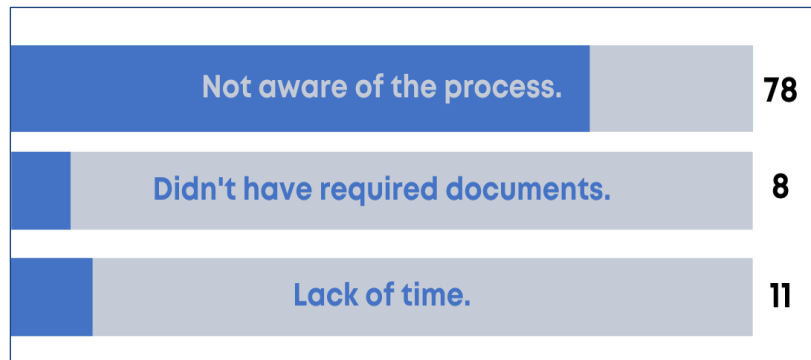 Not aware of the process. 78
Didn't have required documents. 8
Lack of time. 11